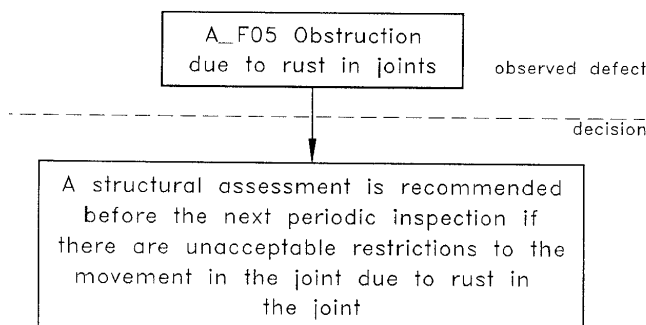 A_F05 Obstruction
due to rust in joints
observed defect
decision
A structural assessment is recommended
before the next periodic inspection if
there are unacceptable restrictions to the
movement in the joint due to rust in
the joint